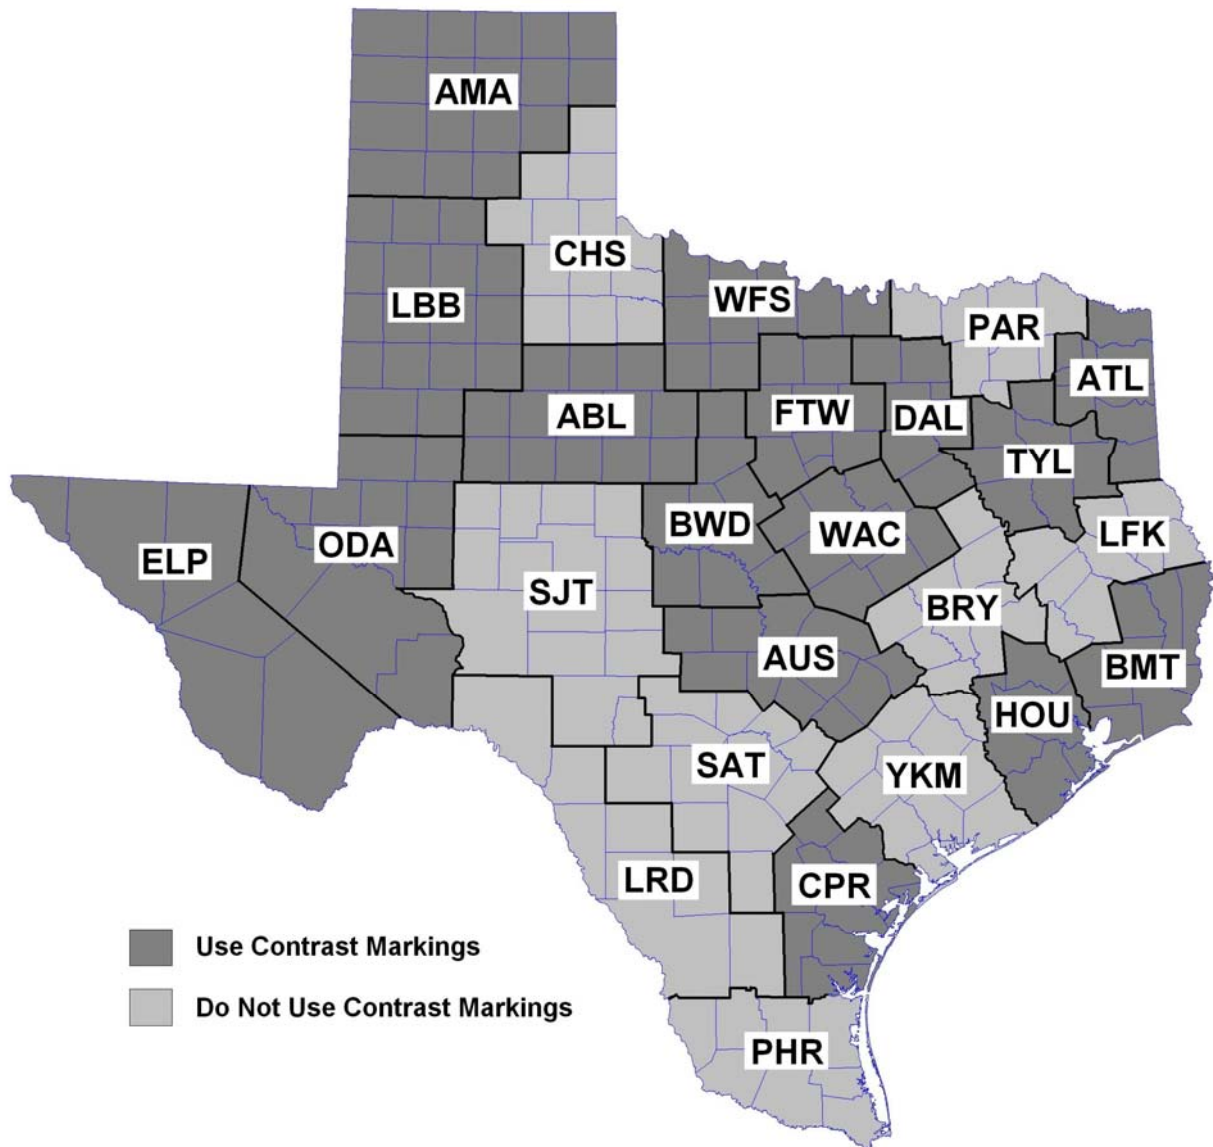 AMA
CHS
LBB
WFS
PAR
ATL
ABL
FTW
DAL
TYL
BWD
WAC
LFK
ELP
ODA
SJT
BRY
AUS
BMT
HOU
SAT
YKM
LRD
CPR
Use Contrast Markings
Do Not Use Contrast Markings
PHR